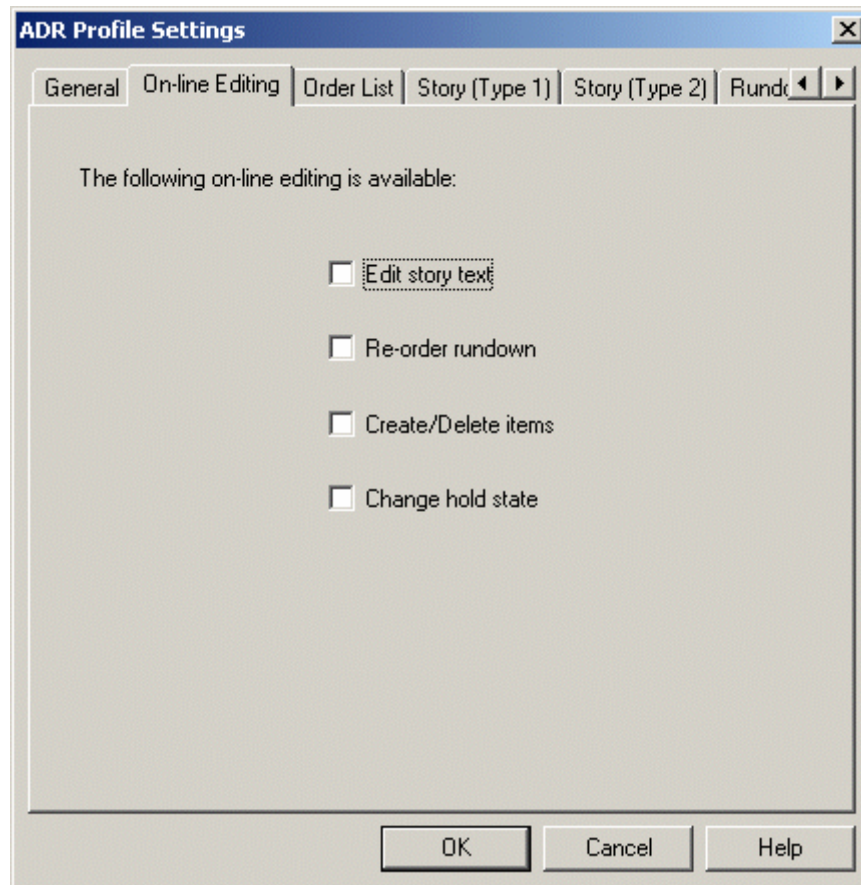 ADR Profile Settings
General On-line Editing Order List Story (Type 1) Story (Type 2)
The following on-line editing is available:
Edit story text
Re-order rundown
Create/Delete items
Change hold state
OK Cancel Help